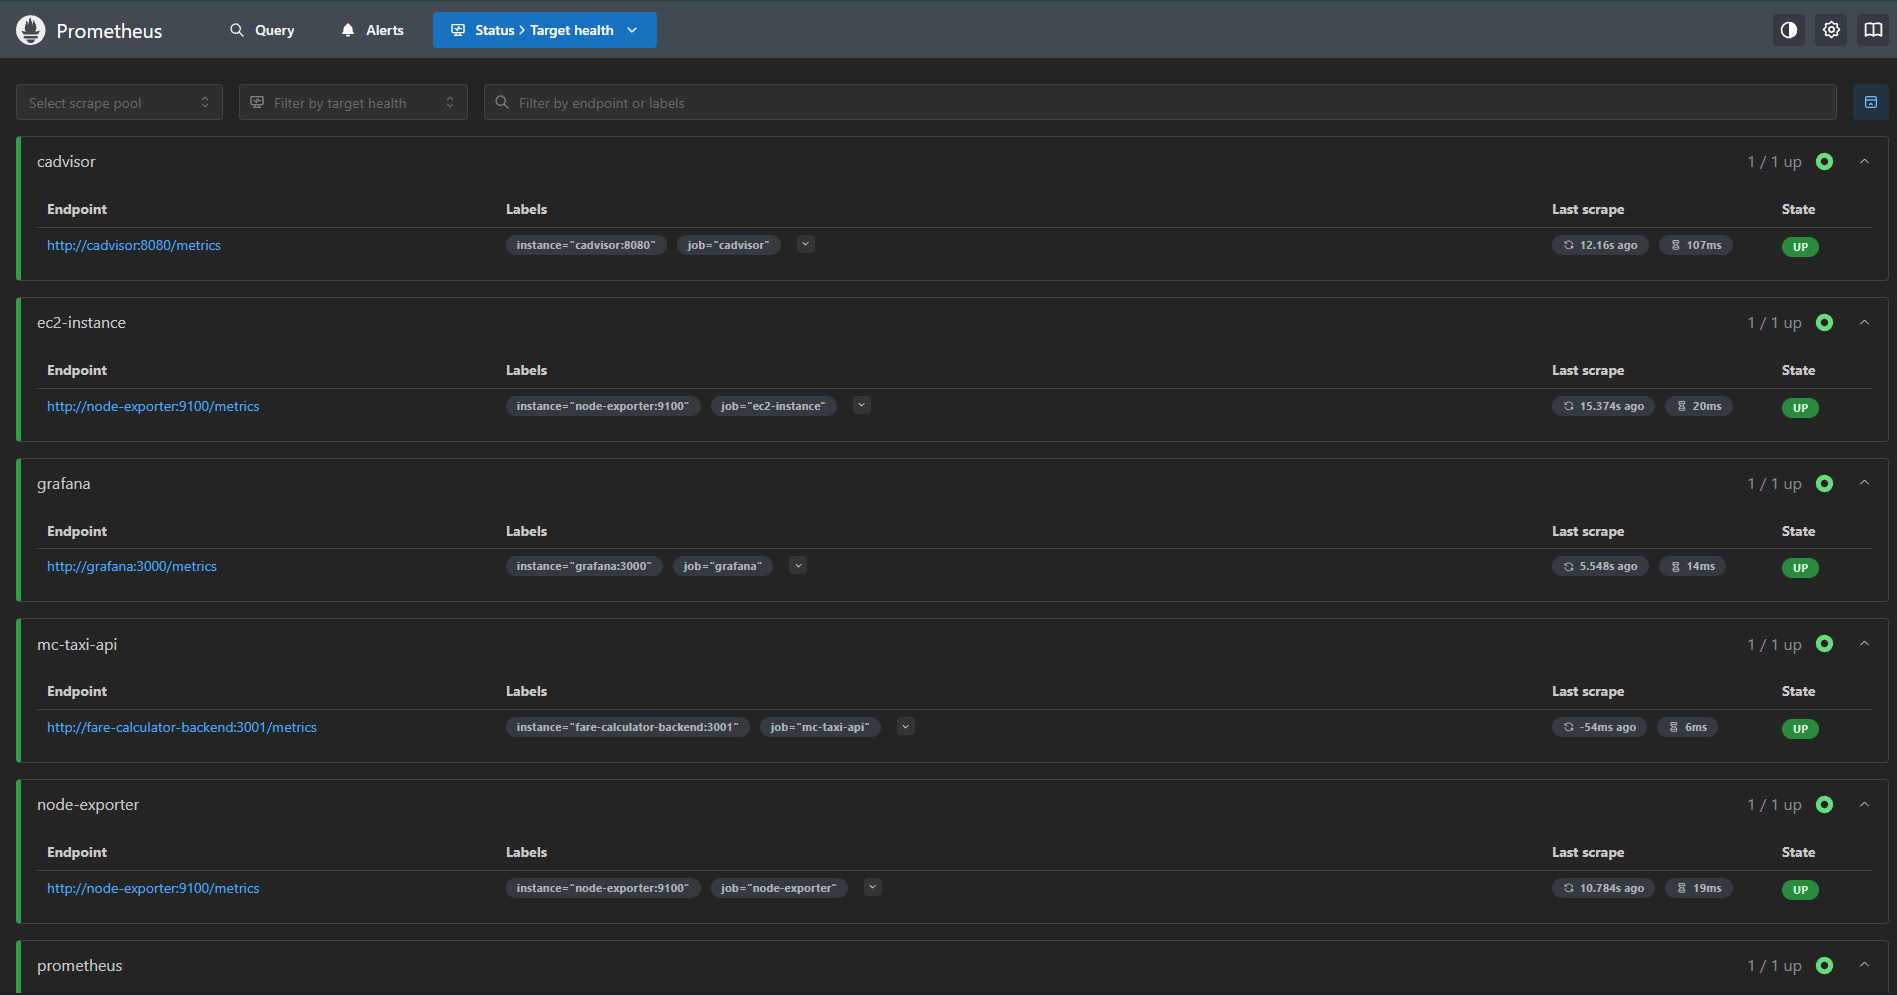 Prometheus Query Alerts Status > Target health
Select scrape pool Filter by target health Filter by endpoint or labels
cadvisor 1 / 1 up
Endpoint Labels Last scrape State
http://cadvisor:8080/metrics instance="cadvisor:8080" job="cadvisor" 12.16s ago 107ms UP
ec2-instance 1 / 1 up
Endpoint Labels Last scrape State
http://node-exporter:9100/metrics instance="node-exporter:9100" job="ec2-instance" 15.374s ago 20ms UP
grafana 1 / 1 up
Endpoint Labels Last scrape State
http://grafana:3000/metrics instance="grafana:3000" job="grafana" 5.548s ago 14ms UP
mc-taxi-api 1 / 1 up
Endpoint Labels Last scrape State
http://fare-calculator-backend:3001/metrics instance="fare-calculator-backend:3001" job="mc-taxi-api" -54ms ago 6ms UP
node-exporter 1 / 1 up
Endpoint Labels Last scrape State
http://node-exporter:9100/metrics instance="node-exporter:9100" job="node-exporter" 10.784s ago 19ms UP
prometheus 1 / 1 up